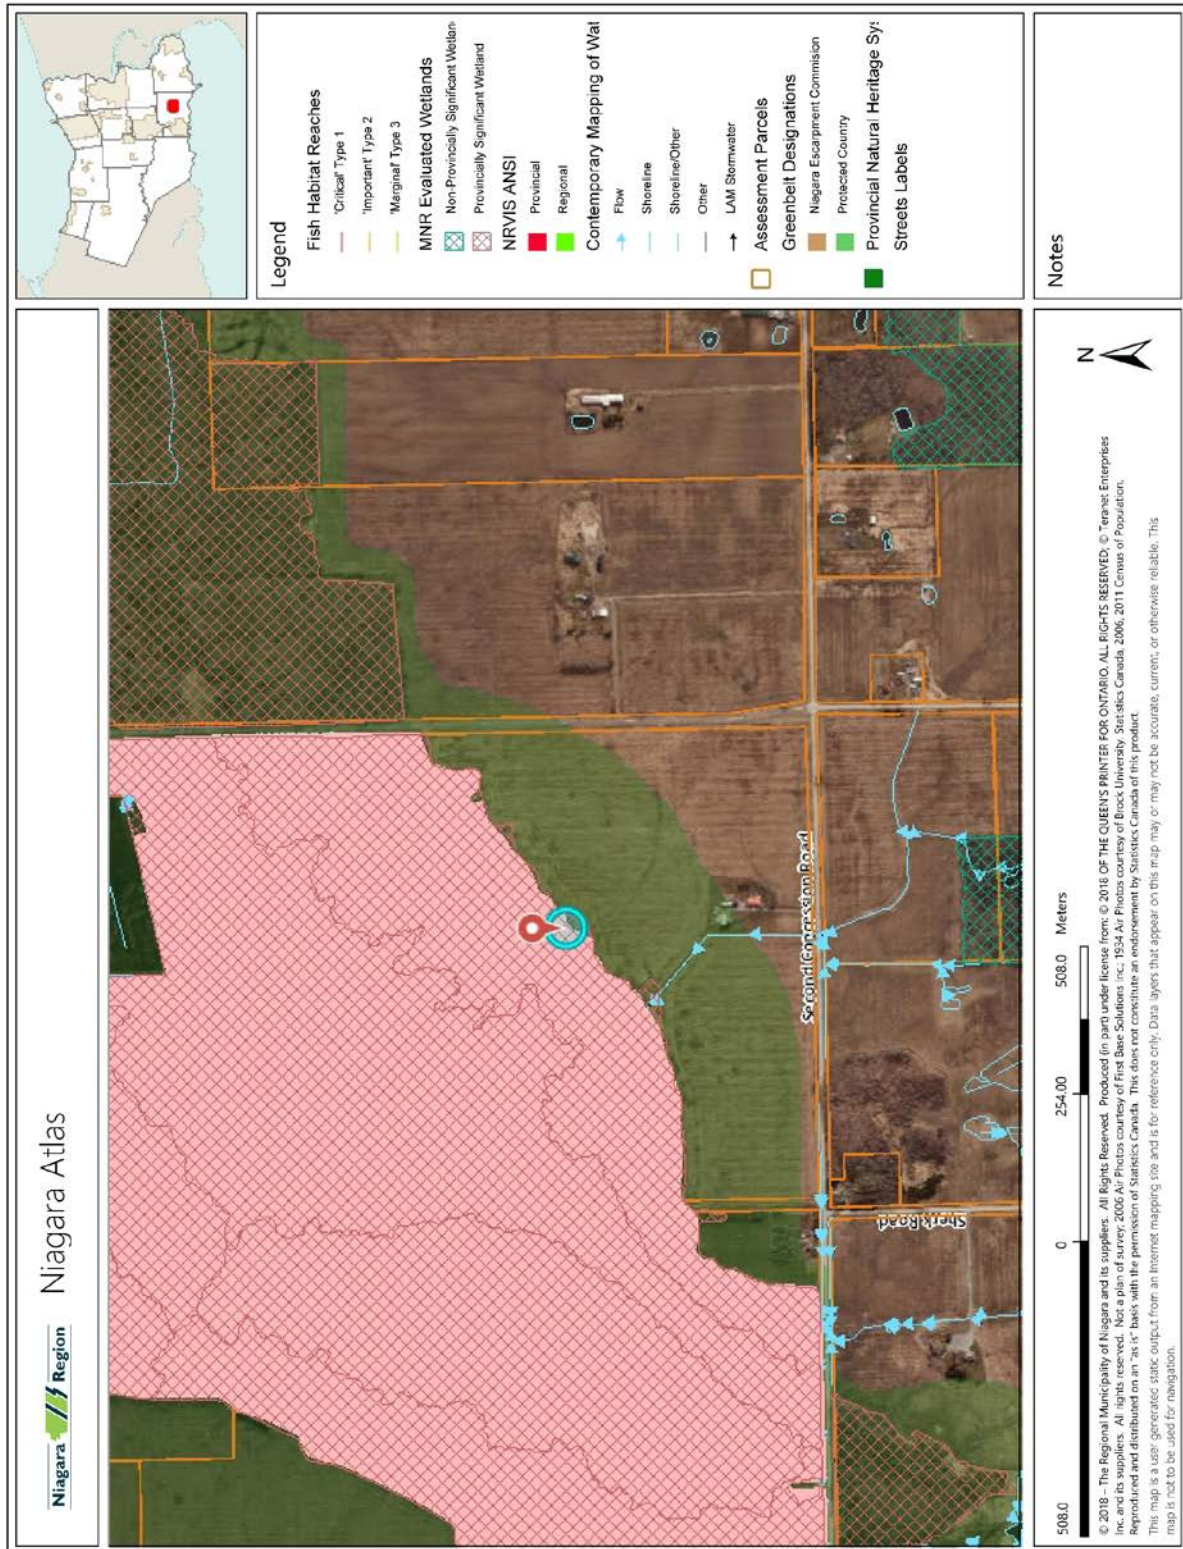 Niagara Region
Niagara Atlas
Legend
Fish Habitat Reaches
'Critical' Type 1
'Important' Type 2
'Marginal' Type 3
MNR Evaluated Wetlands
Non-Provincially Significant Wetlan
Provincially Significant Wetland
NRVIS ANSI
Provincial
Regional
Contemporary Mapping of Wat
Flow
Shoreline
Shoreline/Other
Other
LAM Stormwater
Assessment Parcels
Greenbelt Designations
Niagara Escarpment Commision
Protected Country
Provincial Natural Heritage Sys
Streets Labels
Second Concession Road
Sherk Road
508.0
0
254.00
508.0 Meters
N
© 2018 – The Regional Municipality of Niagara and its suppliers. All Rights Reserved. Produced (in part) under license from: © 2018 OF THE QUEEN'S PRINTER FOR ONTARIO. ALL RIGHTS RESERVED; © Teranet Enterprises
Inc. and its suppliers. All rights reserved. Not a plan of survey; 2006 Air Photos courtesy of First Base Solutions Inc.; 1934 Air Photos courtesy of Brock University. Statistics Canada, 2006, 2011 Census of Population.
Reproduced and distributed on an "as is" basis with the permission of Statistics Canada. This does not constitute an endorsement by Statistics Canada of this product.
This map is a user generated static output from an Internet mapping site and is for reference only. Data layers that appear on this map may or may not be accurate, current, or otherwise reliable. This
map is not to be used for navigation.
Notes